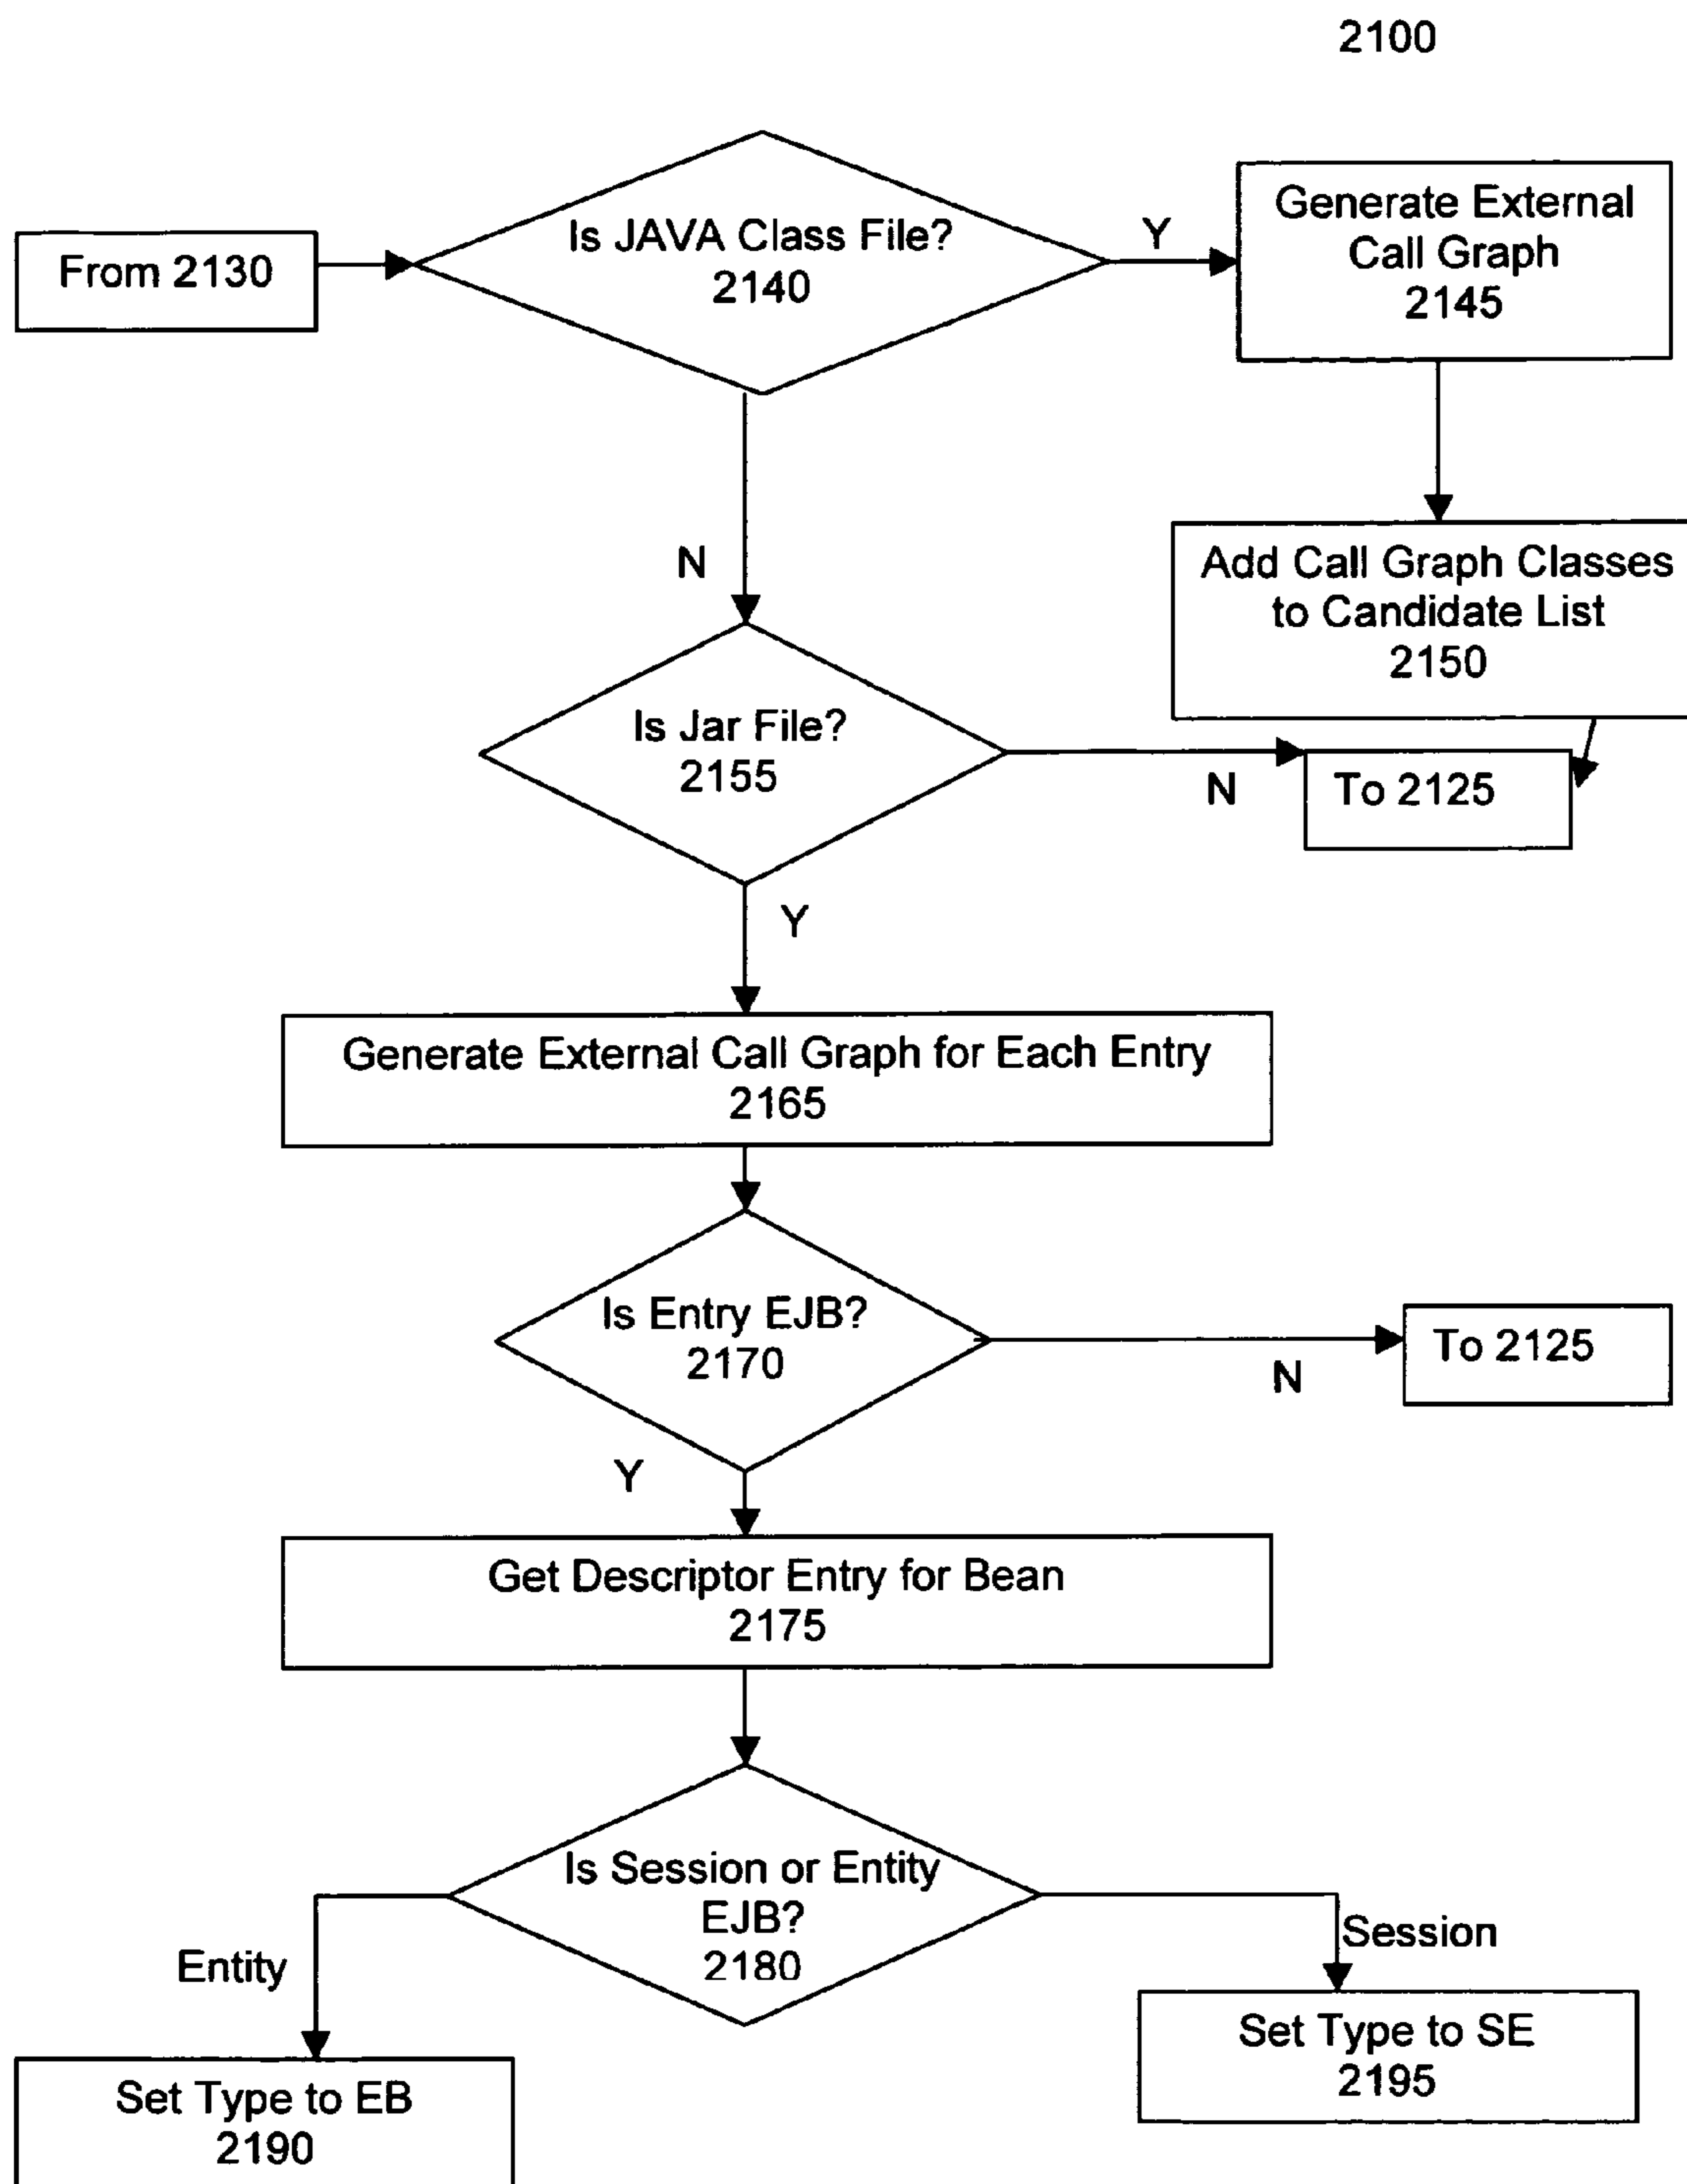 2100
Is JAVA Class File?
2140
Y
Generate External
Call Graph
2145
From 2130
N
Add Call Graph Classes
to Candidate List
2150
Is Jar File?
2155
N
To 2125
Y
Generate External Call Graph for Each Entry
2165
Is Entry EJB?
2170
N
To 2125
Y
Get Descriptor Entry for Bean
2175
Is Session or Entity
EJB?
2180
Entity
Session
Set Type to SE
2195
Set Type to EB
2190